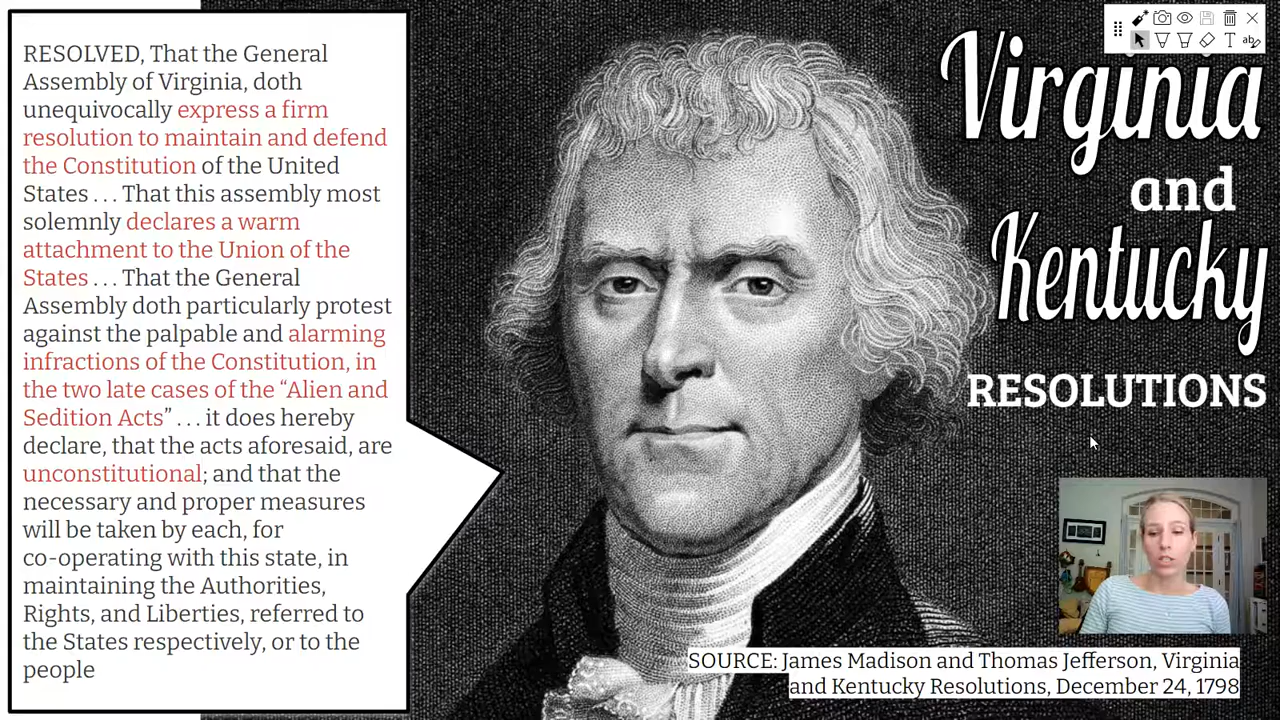 RESOLVED, That the General
Assembly of Virginia, doth
unequivocally express a firm
resolution to maintain and defend
the Constitution of the United
States . . . That this assembly most
solemnly declares a warm
attachment to the Union of the
States . . . That the General
Assembly doth particularly protest
against the palpable and alarming
infractions of the Constitution, in
the two late cases of the “Alien and
Sedition Acts” . . . it does hereby
declare, that the acts aforesaid, are
unconstitutional; and that the
necessary and proper measures
will be taken by each, for
co-operating with this state, in
maintaining the Authorities,
Rights, and Liberties, referred to
the States respectively, or to the
people
Virginia
and
Kentucky
RESOLUTIONS
SOURCE: James Madison and Thomas Jefferson, Virginia
and Kentucky Resolutions, December 24, 1798